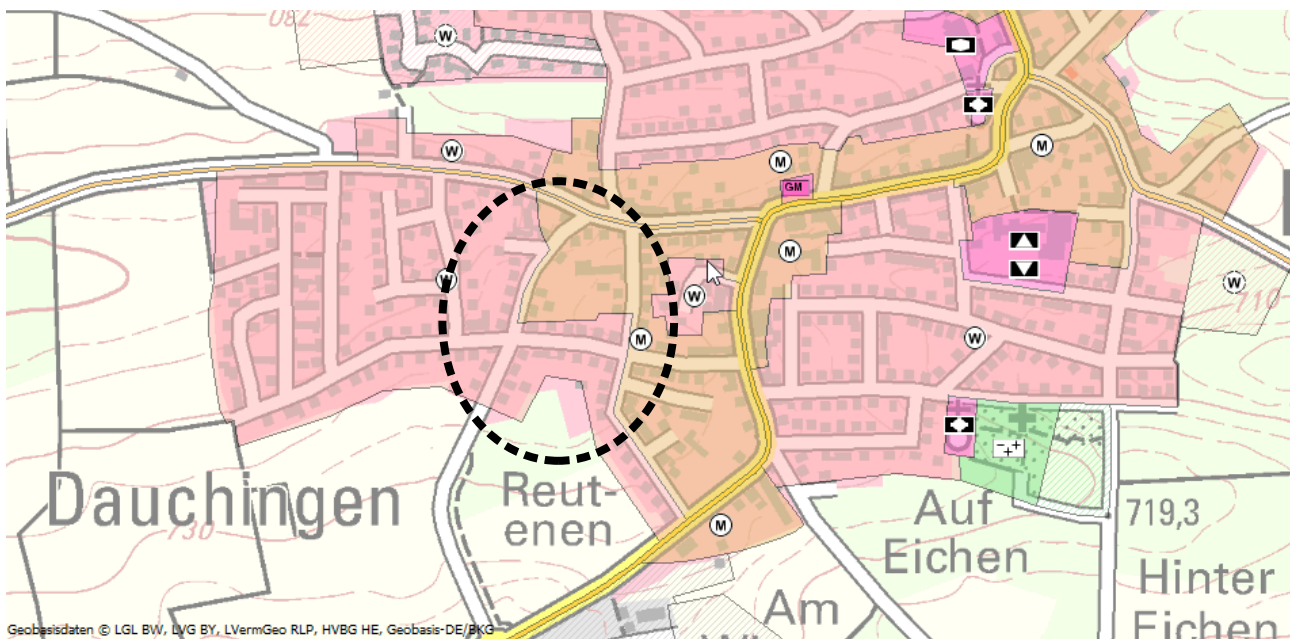 780
W
M
M
GM
W
M
W
710
W
W
M
W
Dauchingen
730
Reut-
enen
M
Auf
Eichen
719,3
Hinter
Eichen
Am
Geobasisdaten © LGL BW, LVG BY, LVermGeo RLP, HVBG HE, Geobasis-DE/BKG